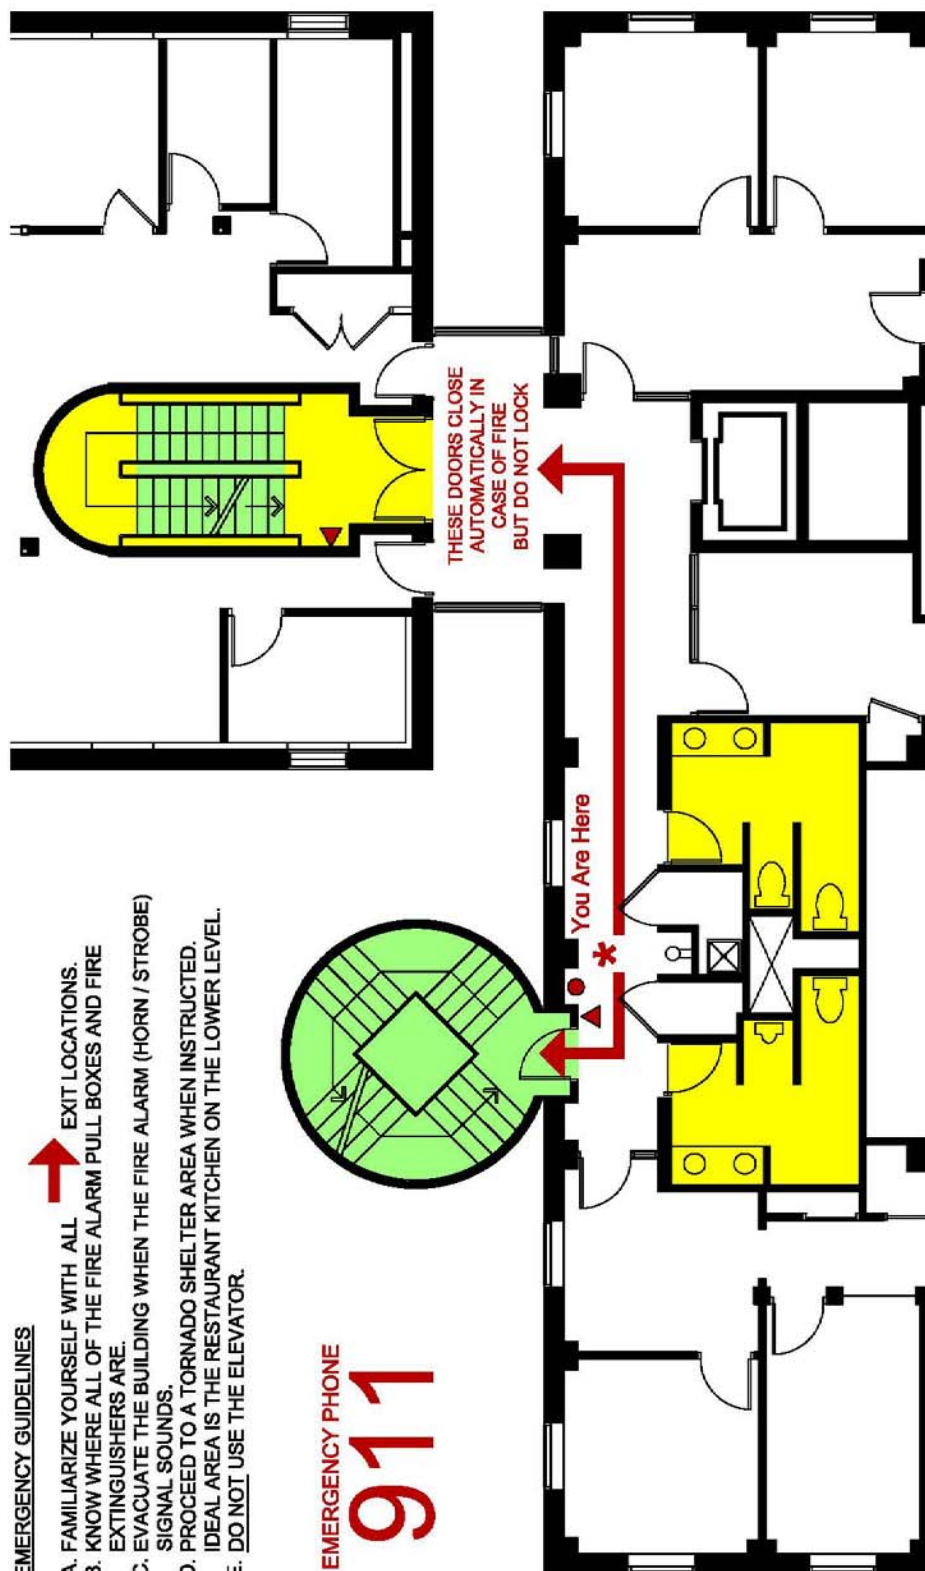 EMERGENCY GUIDELINES
A. FAMILIARIZE YOURSELF WITH ALL EXIT LOCATIONS.
B. KNOW WHERE ALL OF THE FIRE ALARM PULL BOXES AND FIRE
EXTINGUISHERS ARE.
C. EVACUATE THE BUILDING WHEN THE FIRE ALARM (HORN / STROBE)
SIGNAL SOUNDS.
D. PROCEED TO A TORNADO SHELTER AREA WHEN INSTRUCTED.
IDEAL AREA IS THE RESTAURANT KITCHEN ON THE LOWER LEVEL.
E. DO NOT USE THE ELEVATOR.
EMERGENCY PHONE
911
You Are Here
THESE DOORS CLOSE
AUTOMATICALLY IN
CASE OF FIRE
BUT DO NOT LOCK